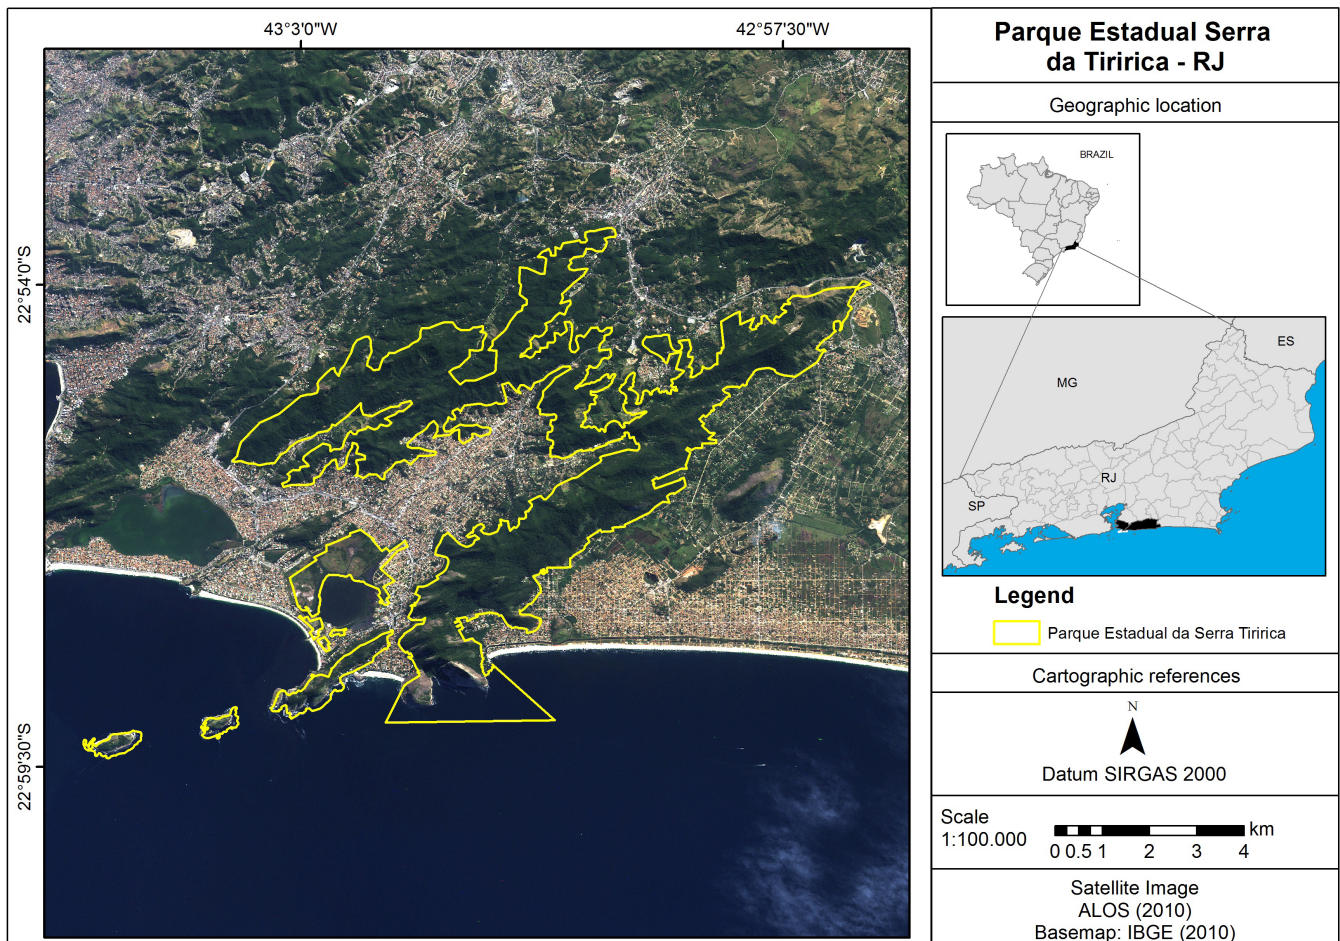 43°3'0"W
42°57'30"W
22°54'0"S
22°59'30"S
Parque Estadual Serra
da Tiririca - RJ
Geographic location
BRAZIL
ES
MG
RJ
SP
Legend
Parque Estadual da Serra Tiririca
Cartographic references
N
Datum SIRGAS 2000
Scale
1:100.000
km
0 0.5 1 2 3 4
Satellite Image
ALOS (2010)
Basemap: IBGE (2010)